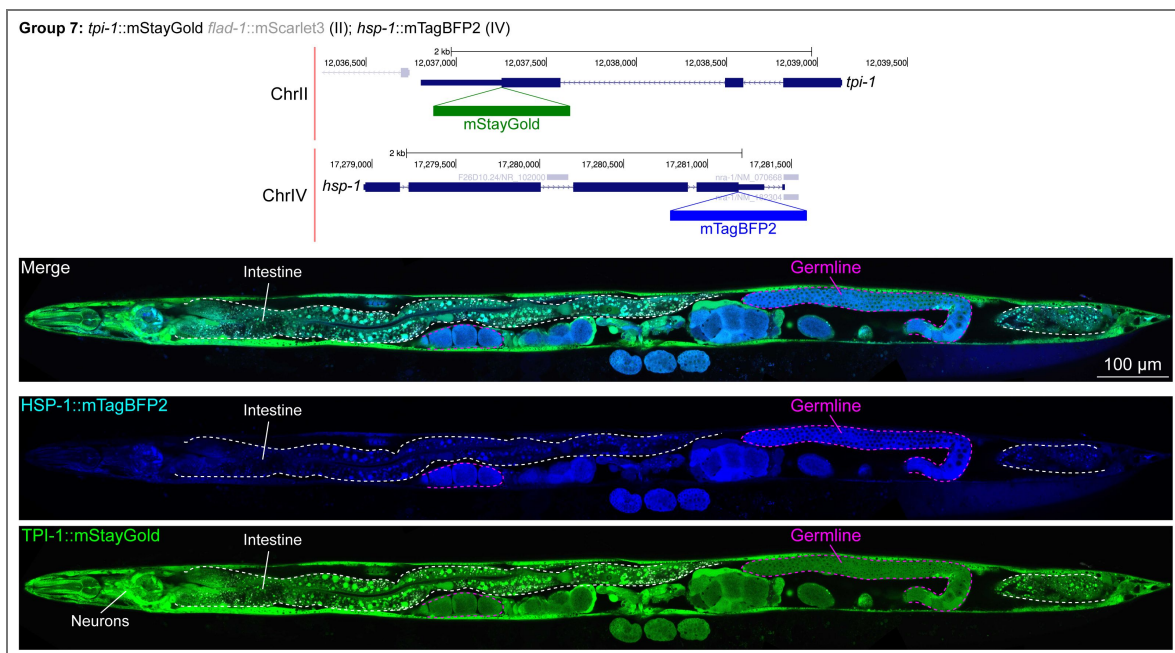 Group 7: tpi-1::mStayGold flad-1::mScarlet3 (II); hsp-1::mTagBFP2 (IV)
2 kb
12,036,500 12,037,000 12,037,500 12,038,000 12,038,500 12,039,000 12,039,500
ChrII
tpi-1
mStayGold
2 kb
17,279,000 17,279,500 17,280,000 17,280,500 17,281,000 17,281,500
F26D10.24/NR_102000
nra-1/NM_070668
ChrIV
hsp-1
mTagBFP2
Merge
Intestine
Germline
100 µm
HSP-1::mTagBFP2
Intestine
Germline
TPI-1::mStayGold
Intestine
Germline
Neurons